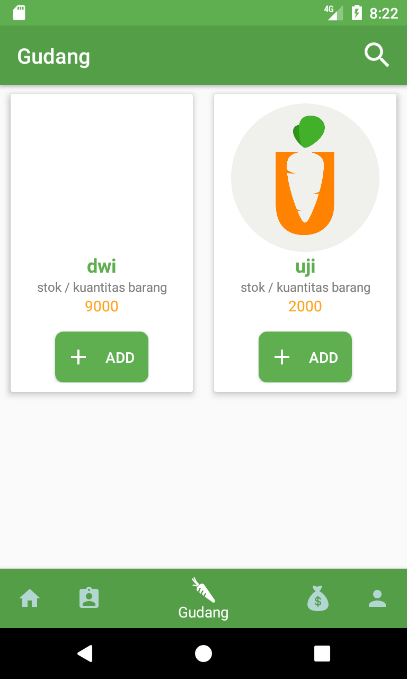 4G 8:22
Gudang
dwi
stok / kuantitas barang
9000
ADD
uji
stok / kuantitas barang
2000
ADD
Gudang